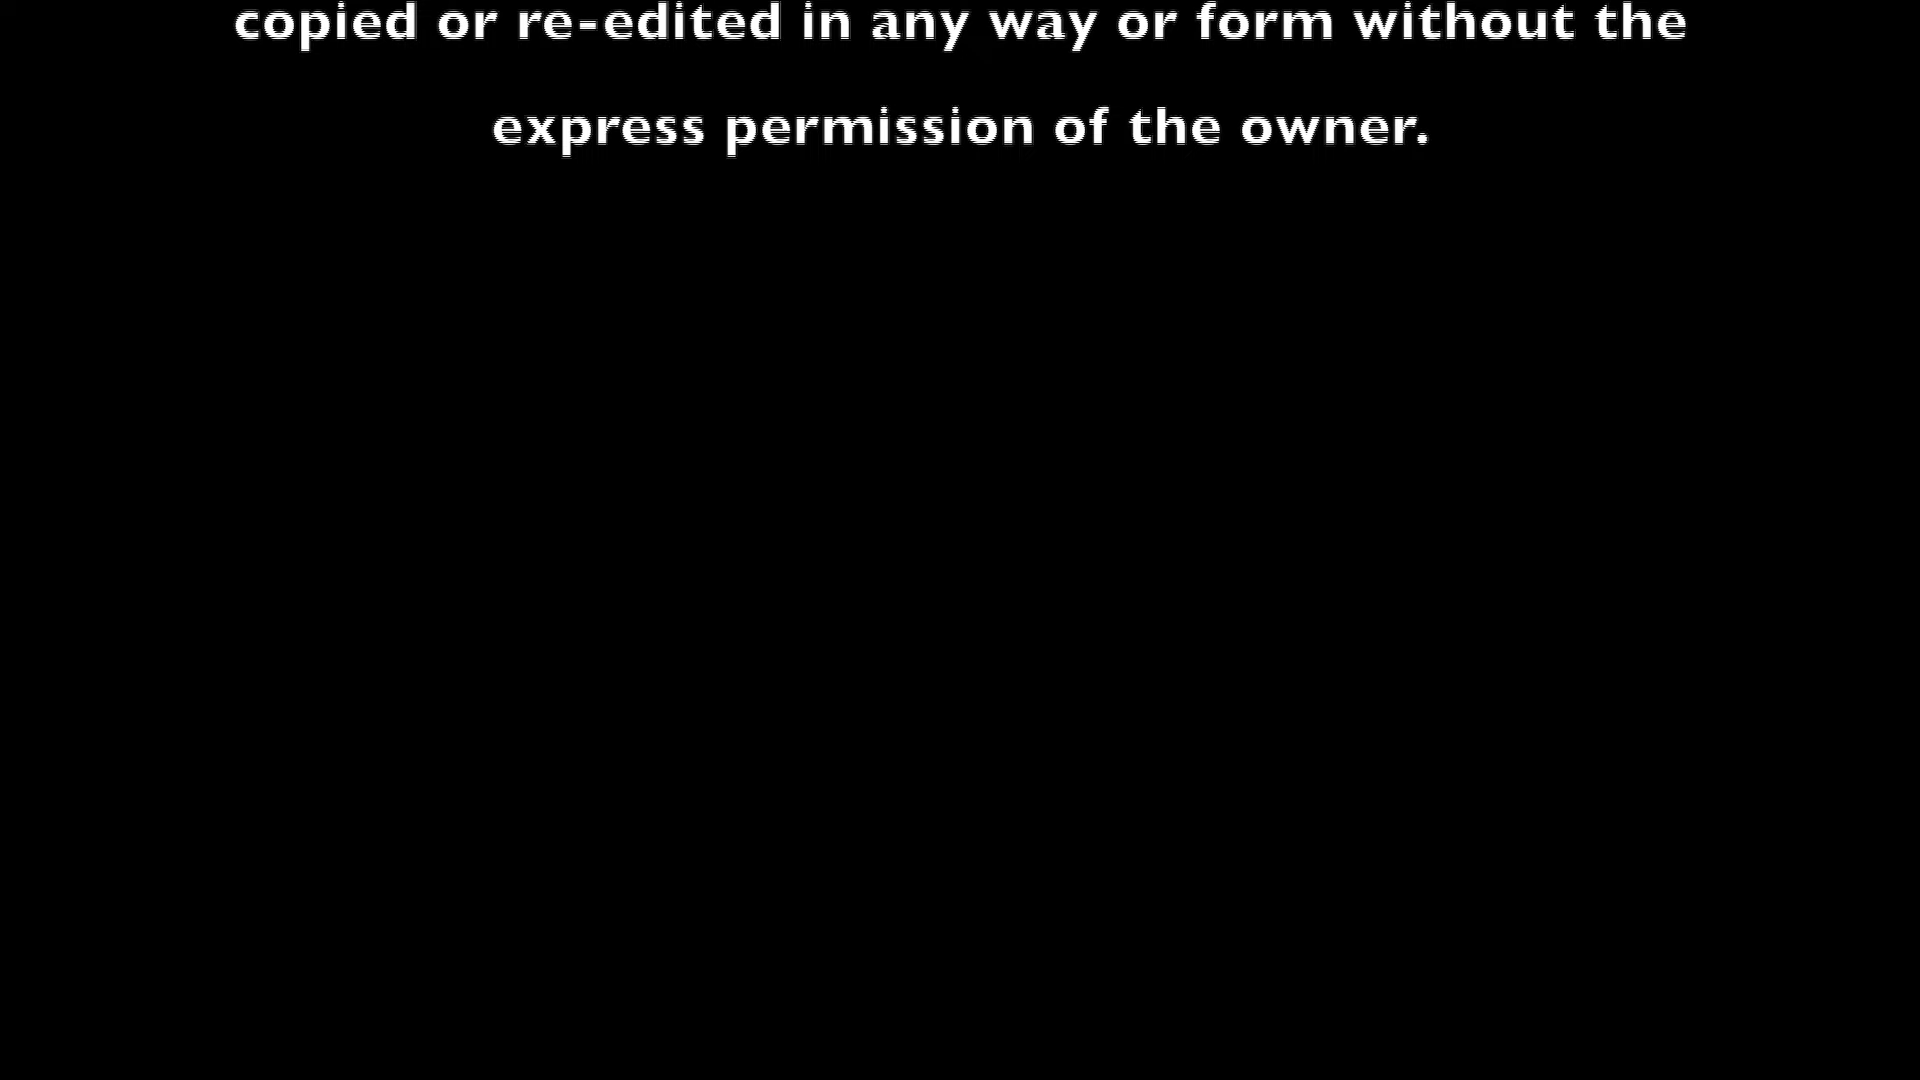 copied or re-edited in any way or form without the
express permission of the owner.